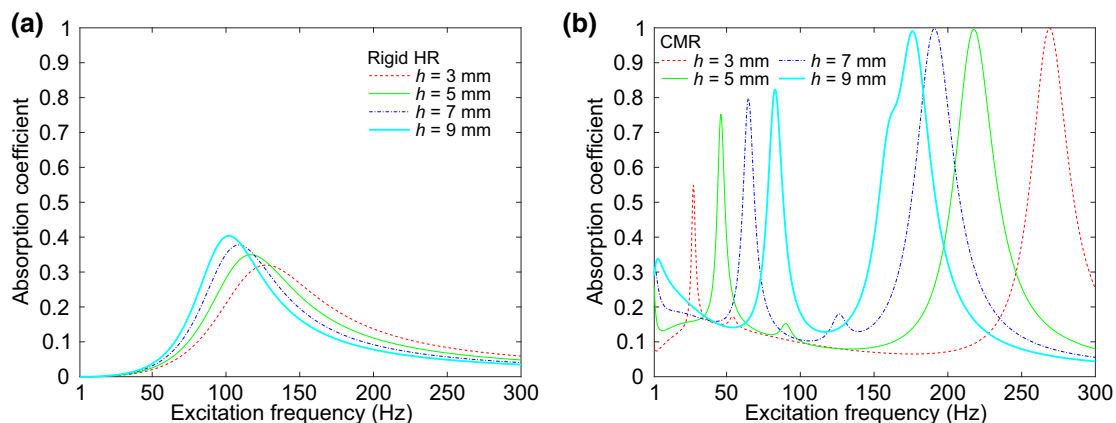 (a)
Absorption coefficient
1
0.9
0.8
0.7
0.6
0.5
0.4
0.3
0.2
0.1
0
Rigid HR
h = 3 mm
h = 5 mm
h = 7 mm
h = 9 mm
1 50 100 150 200 250 300
Excitation frequency (Hz)
(b)
Absorption coefficient
1
0.9
0.8
0.7
0.6
0.5
0.4
0.3
0.2
0.1
0
CMR
h = 3 mm h = 7 mm
h = 5 mm h = 9 mm
1 50 100 150 200 250 300
Excitation frequency (Hz)